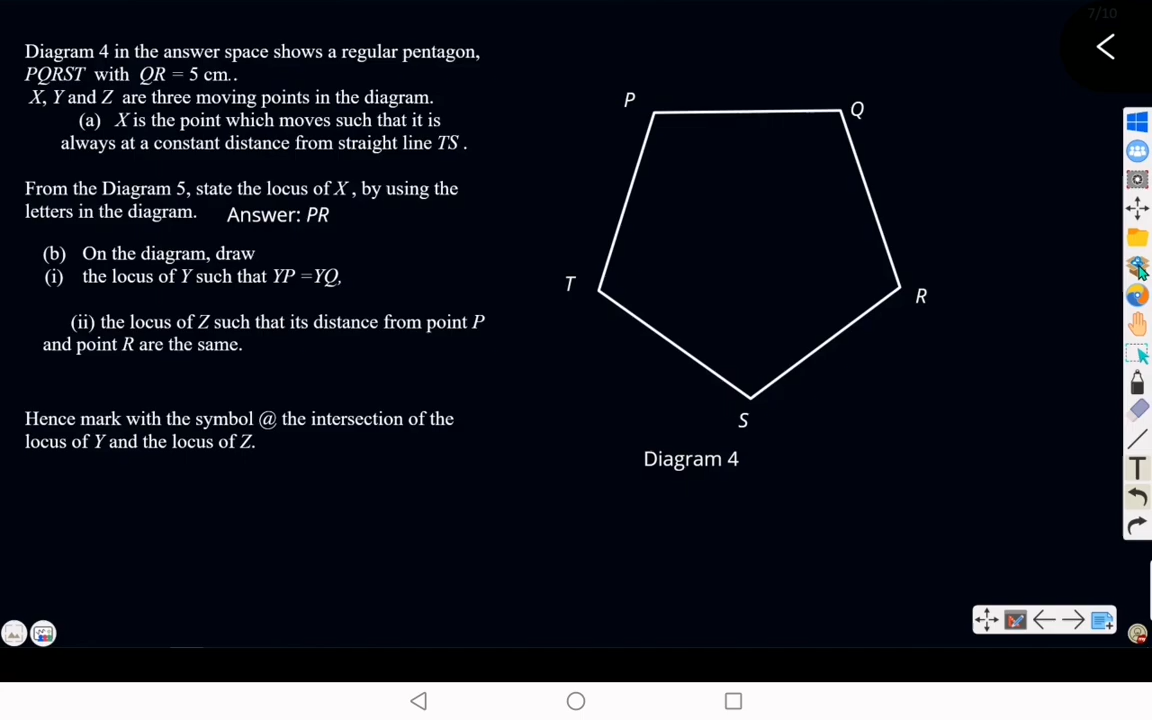 7/10
Diagram 4 in the answer space shows a regular pentagon,
PQRST with QR = 5 cm..
X, Y and Z are three moving points in the diagram.
(a) X is the point which moves such that it is
always at a constant distance from straight line TS .
From the Diagram 5, state the locus of X , by using the
letters in the diagram. Answer: PR
(b) On the diagram, draw
(i) the locus of Y such that YP =YQ,
(ii) the locus of Z such that its distance from point P
and point R are the same.
Hence mark with the symbol @ the intersection of the
locus of Y and the locus of Z.
P
Q
T
R
S
Diagram 4
T